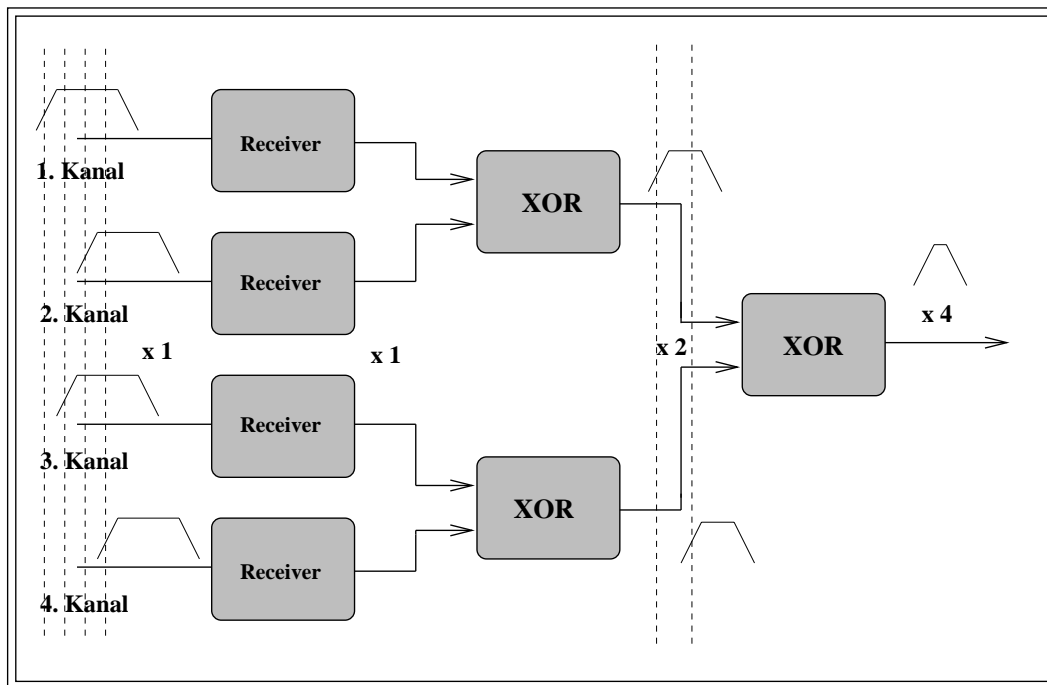 Receiver
1. Kanal
XOR
Receiver
2. Kanal
x 4
x 1
x 1
x 2
XOR
Receiver
3. Kanal
XOR
Receiver
4. Kanal